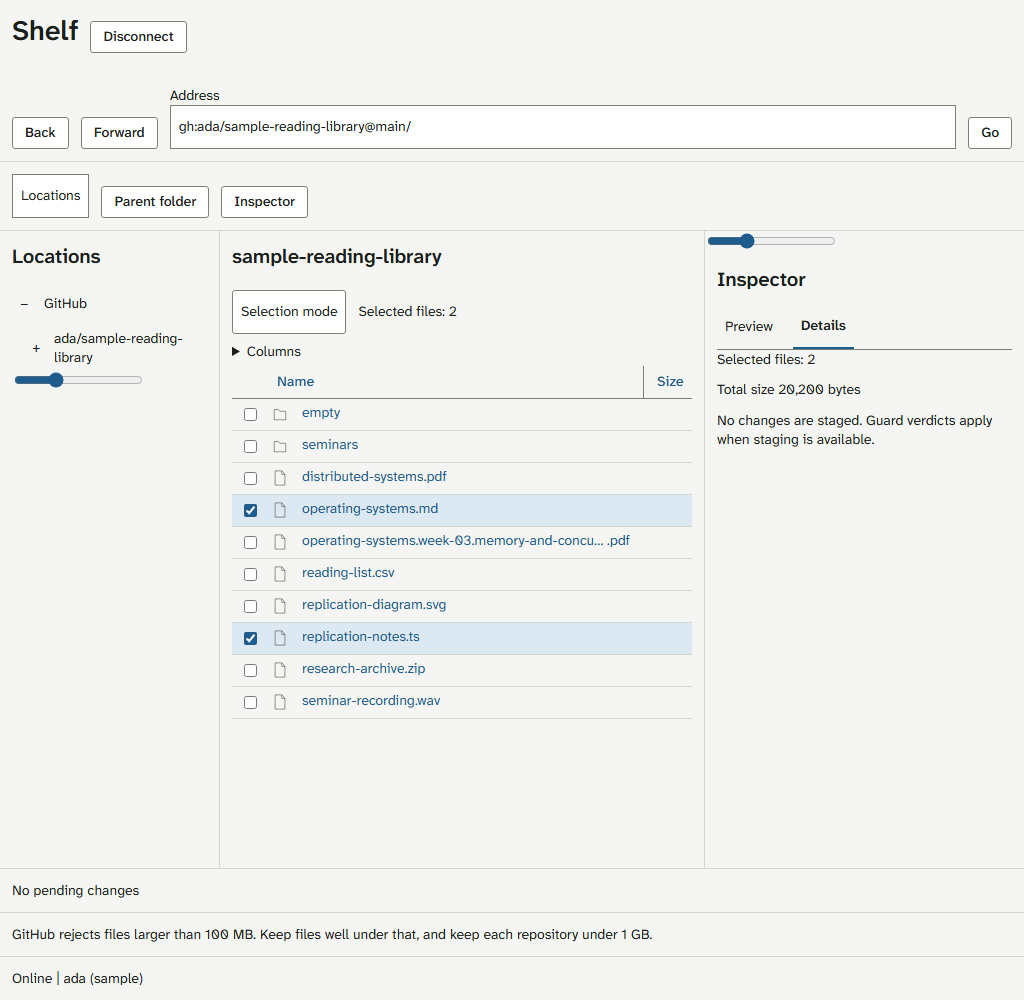 Shelf
Disconnect
Address
Back
Forward
gh:ada/sample-reading-library@main/
Go
Locations
Parent folder
Inspector
Locations
− GitHub
+ ada/sample-reading-
library
sample-reading-library
Selection mode
Selected files: 2
Columns
Name
Size
empty
seminars
distributed-systems.pdf
operating-systems.md
operating-systems.week-03.memory-and-concu... .pdf
reading-list.csv
replication-diagram.svg
replication-notes.ts
research-archive.zip
seminar-recording.wav
Inspector
Preview
Details
Selected files: 2
Total size 20,200 bytes
No changes are staged. Guard verdicts apply
when staging is available.
No pending changes
GitHub rejects files larger than 100 MB. Keep files well under that, and keep each repository under 1 GB.
Online | ada (sample)